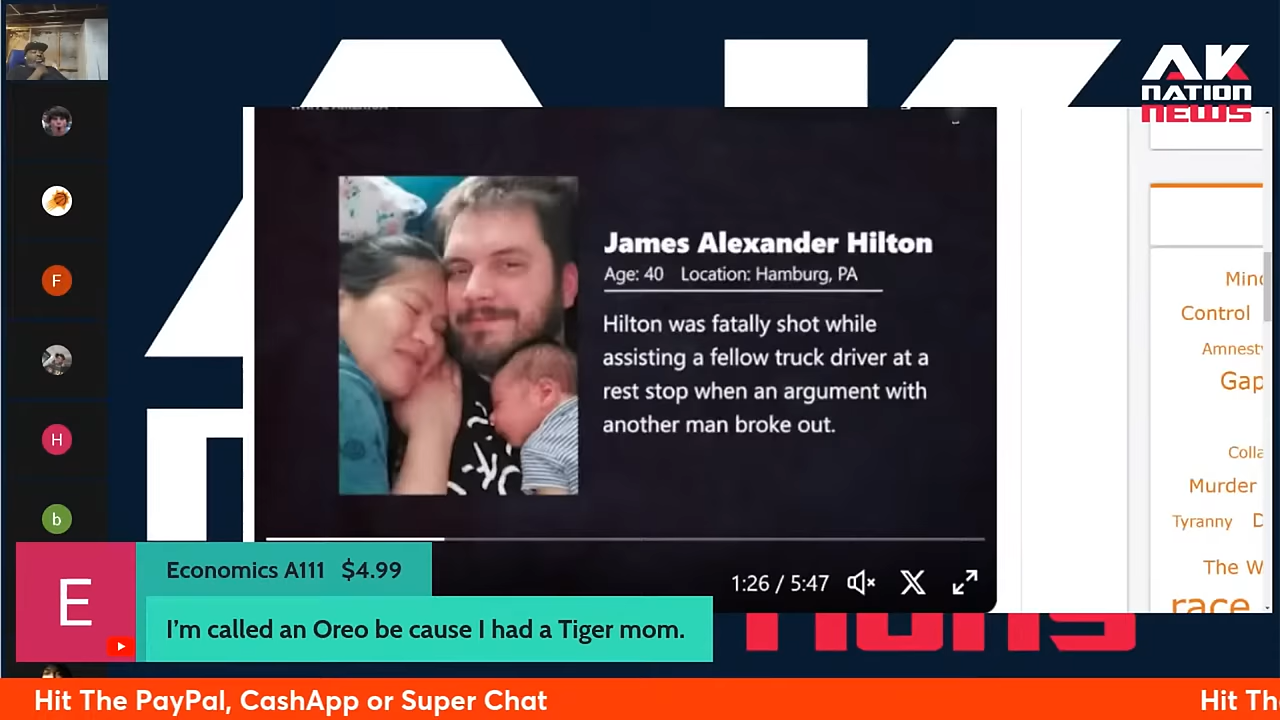 AK
NATION
NEWS
James Alexander Hilton
Age: 40 Location: Hamburg, PA
Hilton was fatally shot while
assisting a fellow truck driver at a
rest stop when an argument with
another man broke out.
1:26 / 5:47
Control
Gap
Murder
Tyranny D
The W
race
F
H
b
E
Economics A111 $4.99
I'm called an Oreo be cause I had a Tiger mom.
Hit The PayPal, CashApp or Super Chat
Hit Th